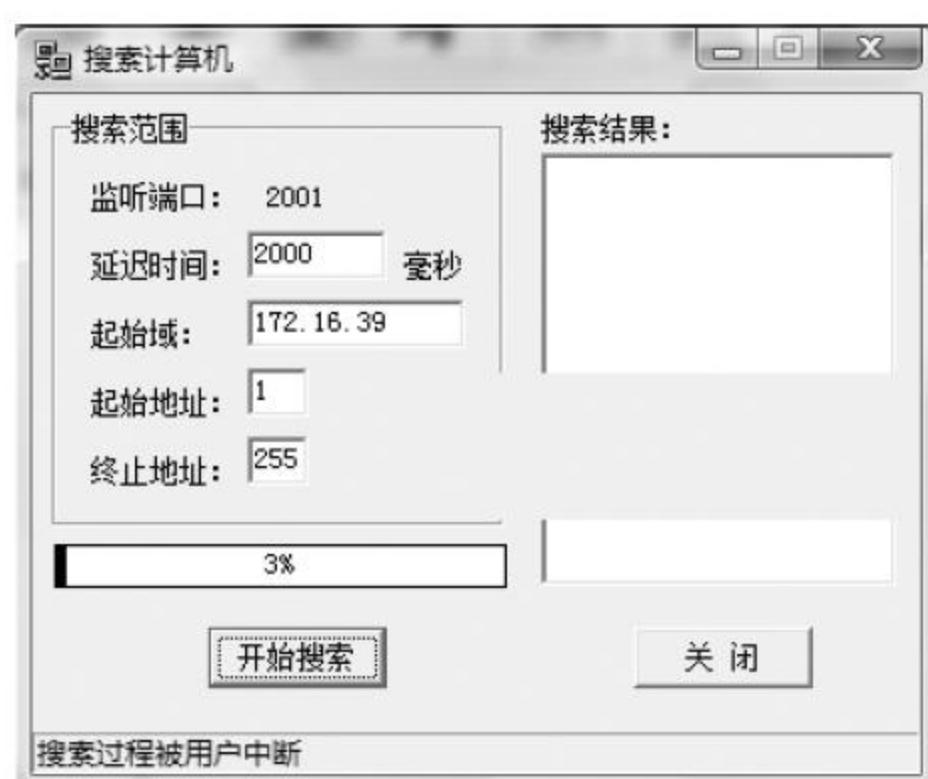 搜索计算机
搜索范围
监听端口： 2001
延迟时间： 2000 毫秒
起始域： 172.16.39
起始地址： 1
终止地址： 255
3%
开始搜索
搜索结果：
关 闭
搜索过程被用户中断